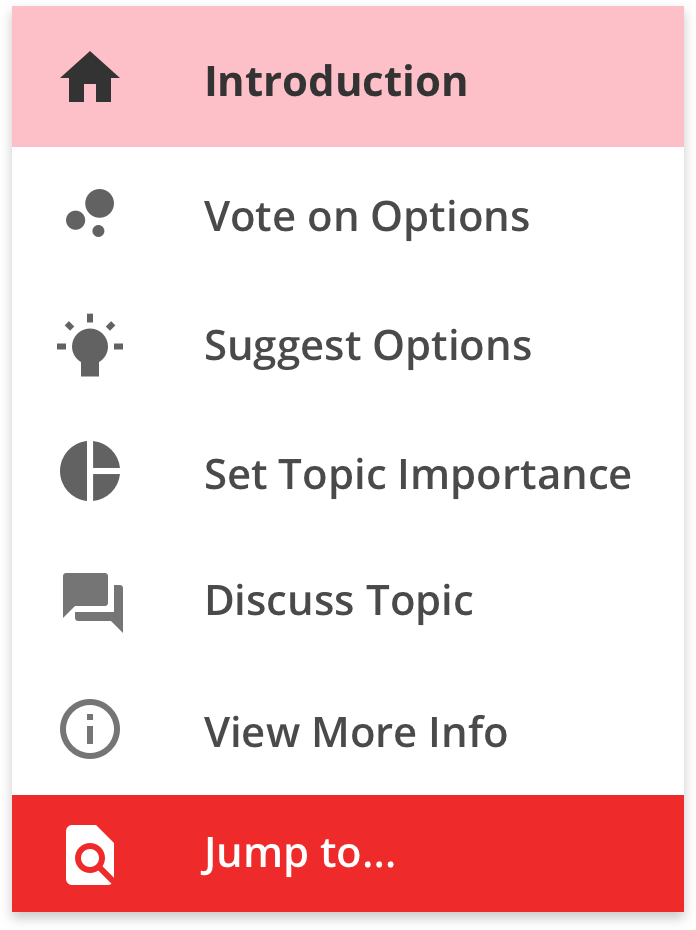 Introduction
Vote on Options
Suggest Options
Set Topic Importance
Discuss Topic
View More Info
Jump to...